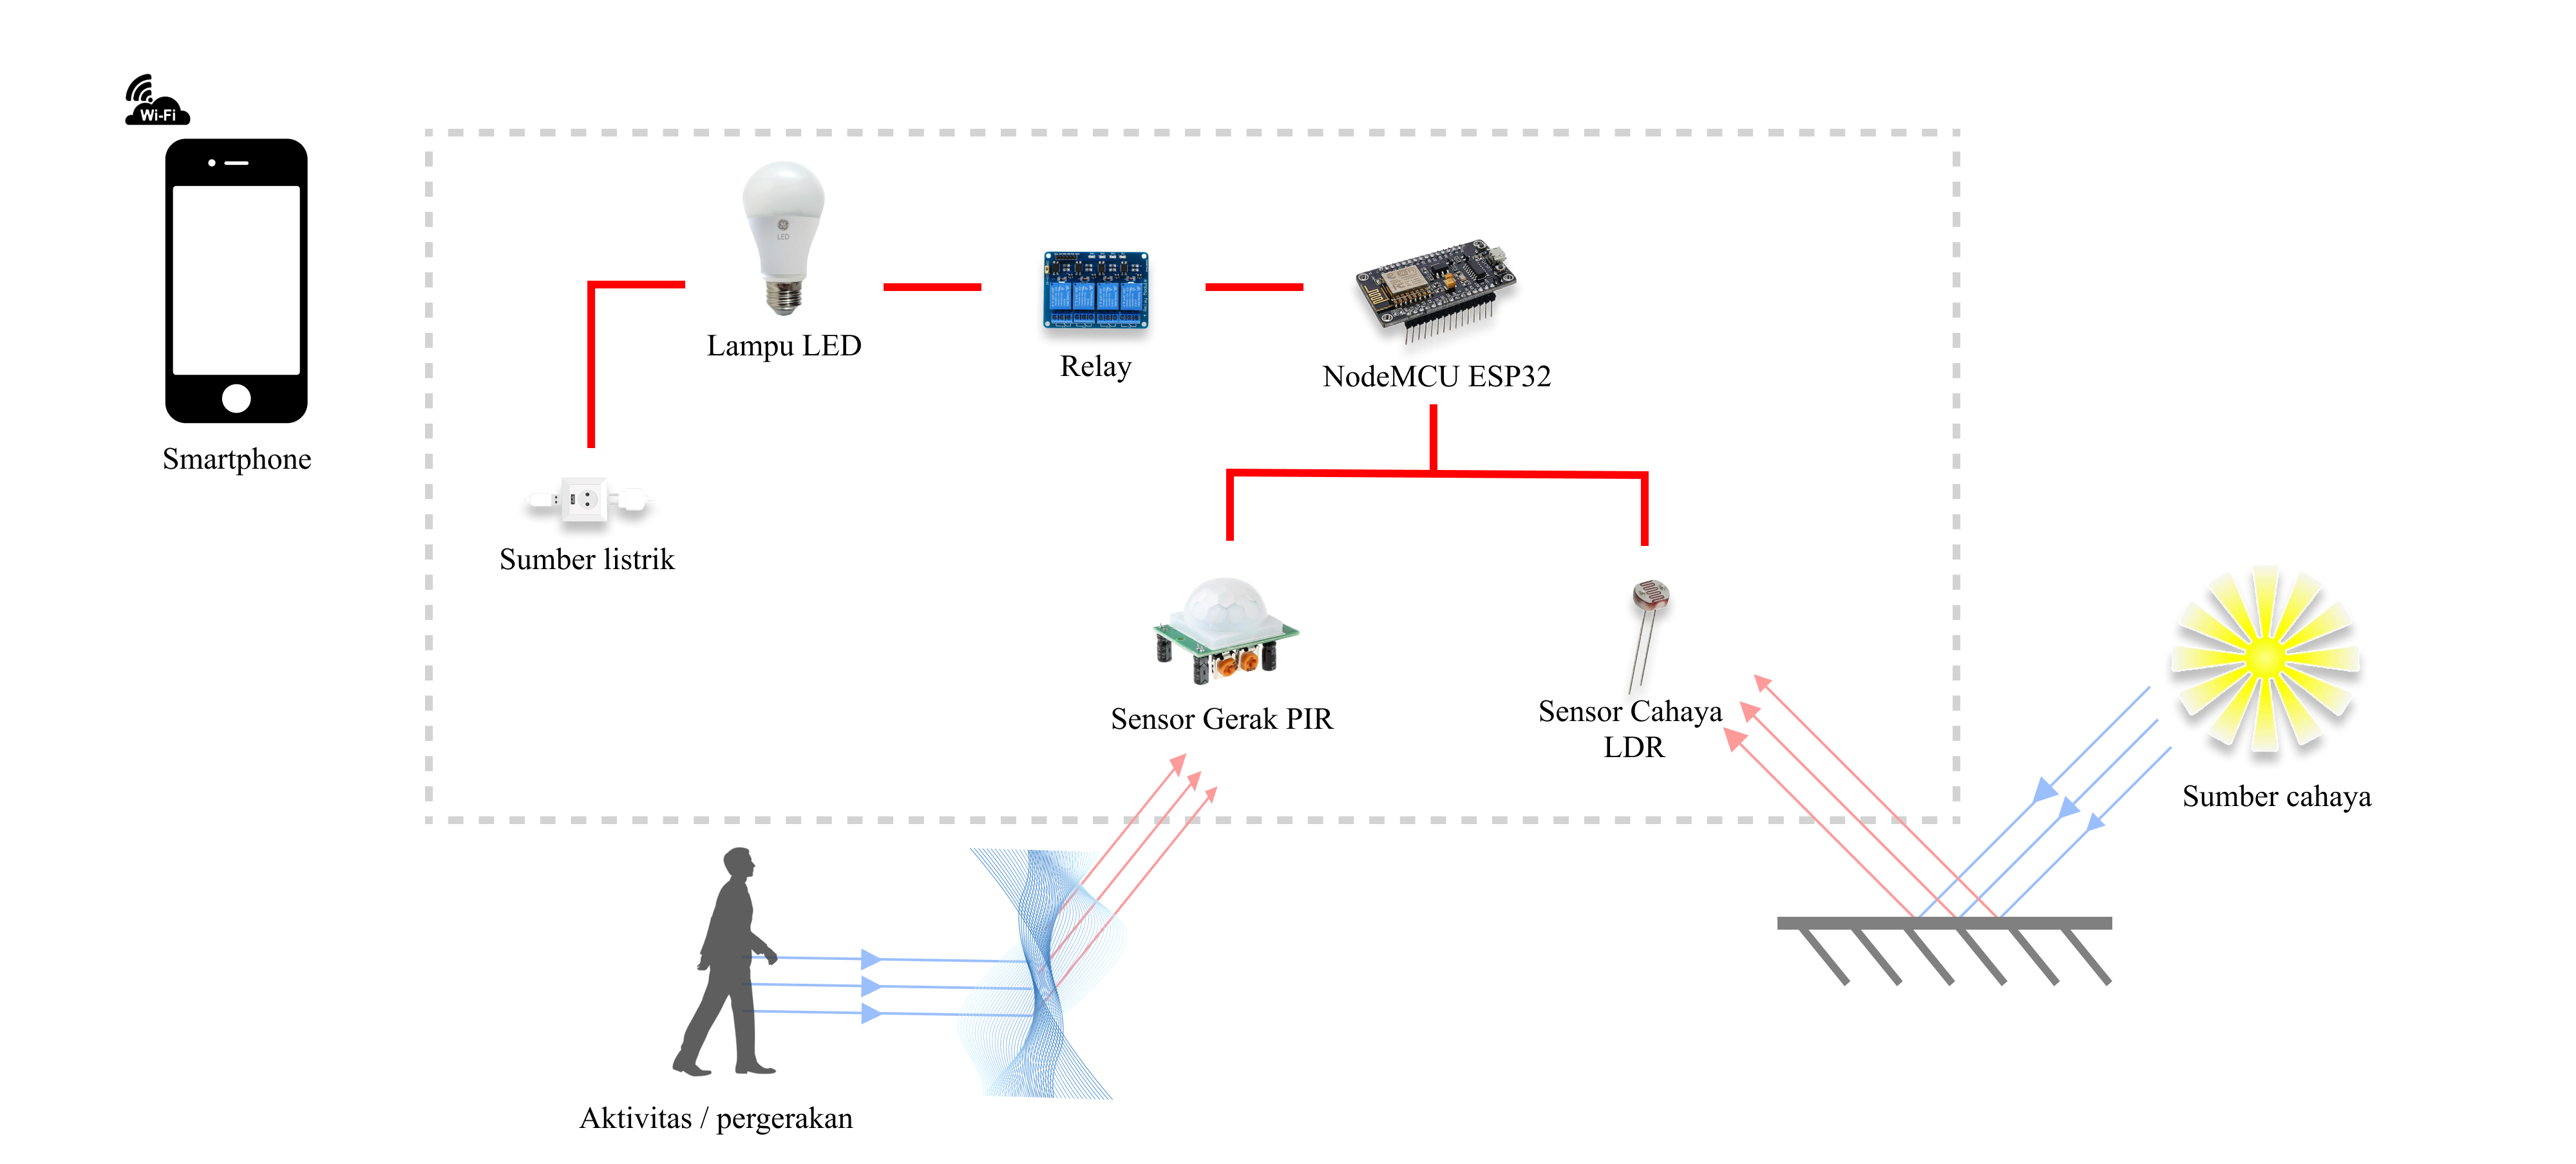 Wi-Fi
LED
Lampu LED
Relay
NodeMCU ESP32
Smartphone
Sumber listrik
Sensor Gerak PIR
Sensor Cahaya
LDR
Sumber cahaya
Aktivitas / pergerakan